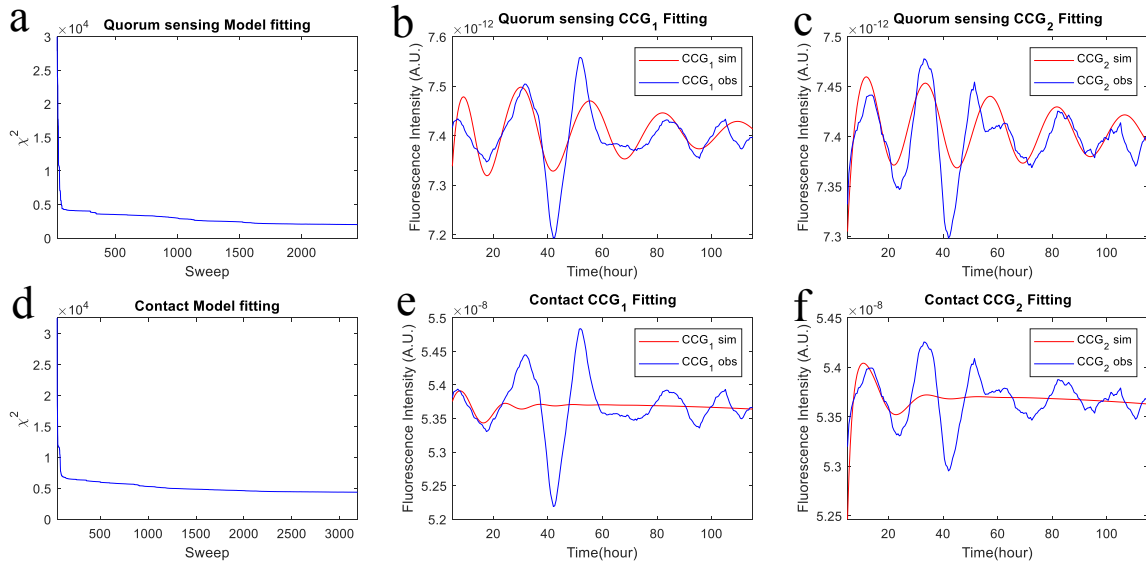 a
Quorum sensing Model fitting
×10⁴
3
2.5
2
1.5
1
0.5
0
χ²
500
1000
1500
2000
Sweep
b
Quorum sensing CCG₁ Fitting
×10⁻¹²
7.6
7.5
7.4
7.3
7.2
Fluorescence Intensity (A.U.)
CCG₁ sim
CCG₁ obs
20
40
60
80
100
Time(hour)
c
Quorum sensing CCG₂ Fitting
×10⁻¹²
7.5
7.45
7.4
7.35
7.3
Fluorescence Intensity (A.U.)
CCG₂ sim
CCG₂ obs
20
40
60
80
100
Time(hour)
d
Contact Model fitting
×10⁴
3
2.5
2
1.5
1
0.5
0
χ²
500
1000
1500
2000
2500
3000
Sweep
e
Contact CCG₁ Fitting
×10⁻⁸
5.5
5.45
5.4
5.35
5.3
5.25
5.2
Fluorescence Intensity (A.U.)
CCG₁ sim
CCG₁ obs
20
40
60
80
100
Time(hour)
f
Contact CCG₂ Fitting
×10⁻⁸
5.45
5.4
5.35
5.3
5.25
Fluorescence Intensity (A.U.)
CCG₂ sim
CCG₂ obs
20
40
60
80
100
Time(hour)